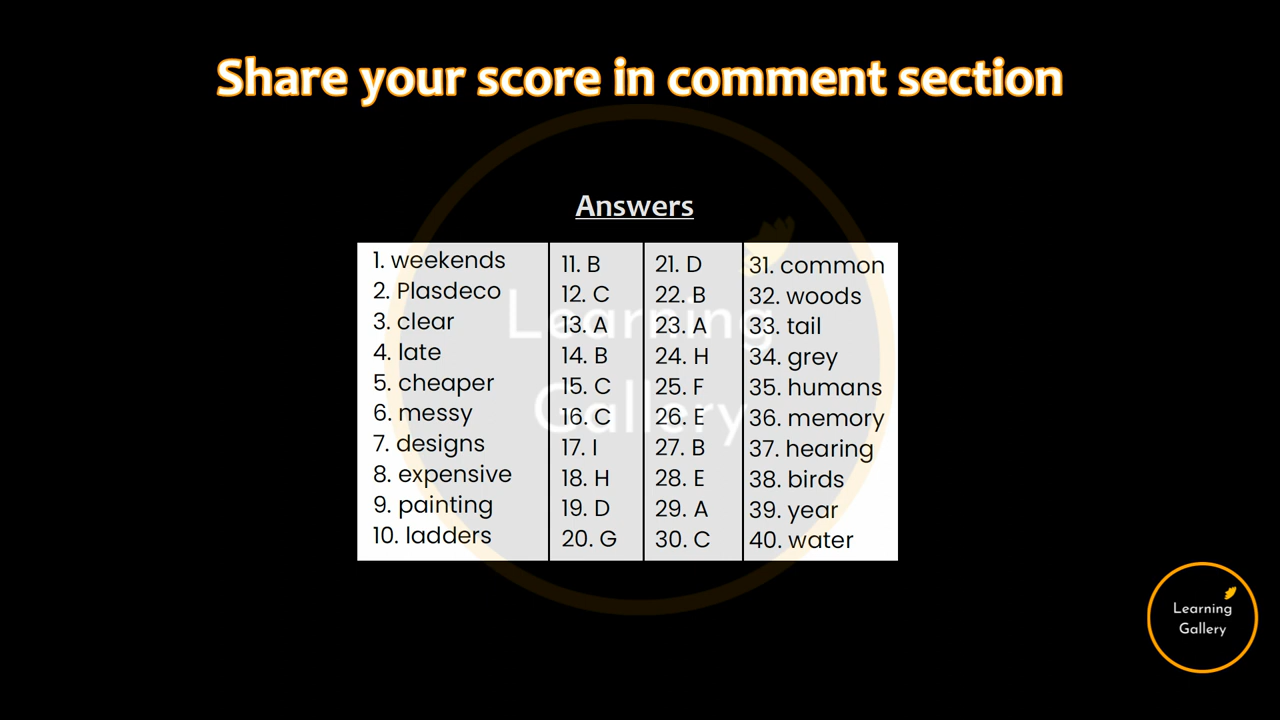 Share your score in comment section
Answers
1. weekends
2. Plasdeco
3. clear
4. late
5. cheaper
6. messy
7. designs
8. expensive
9. painting
10. ladders
11. B
12. C
13. A
14. B
15. C
16. C
17. I
18. H
19. D
20. G
21. D
22. B
23. A
24. H
25. F
26. E
27. B
28. E
29. A
30. C
31. common
32. woods
33. tail
34. grey
35. humans
36. memory
37. hearing
38. birds
39. year
40. water
Learning
Gallery
Learning
Gallery